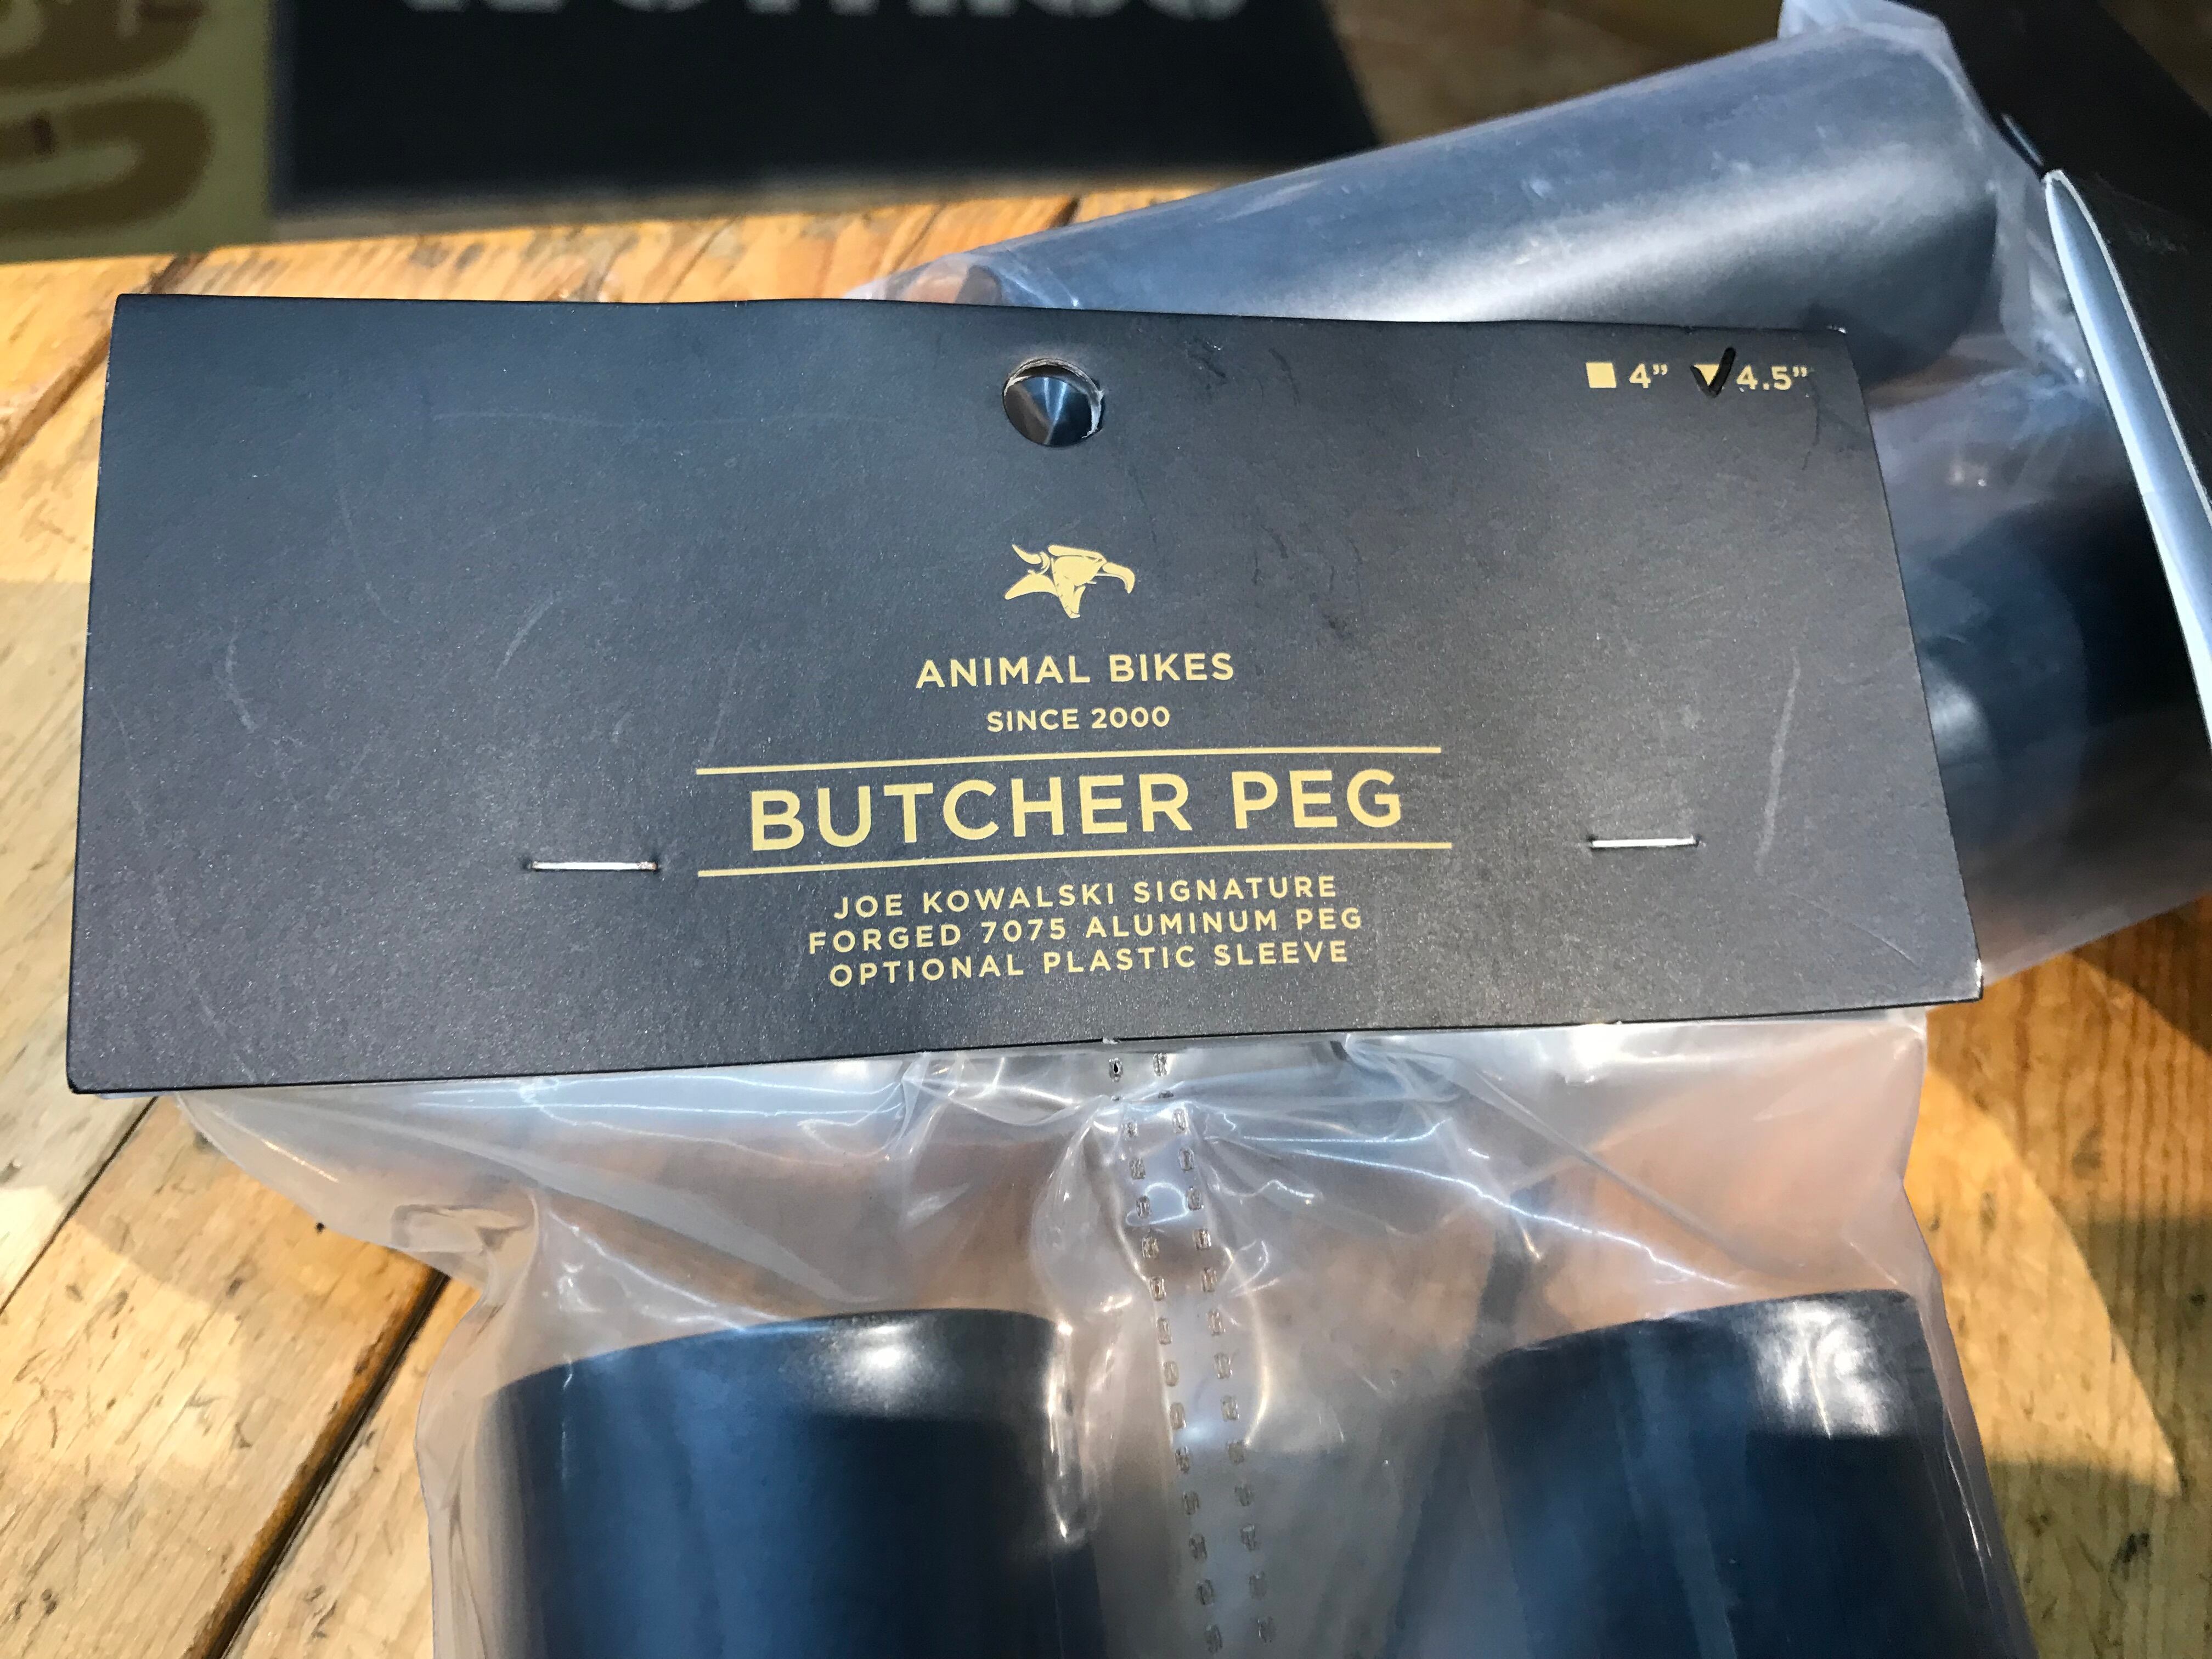 4” 4.5”
ANIMAL BIKES
SINCE 2000
BUTCHER PEG
JOE KOWALSKI SIGNATURE
FORGED 7075 ALUMINUM PEG
OPTIONAL PLASTIC SLEEVE